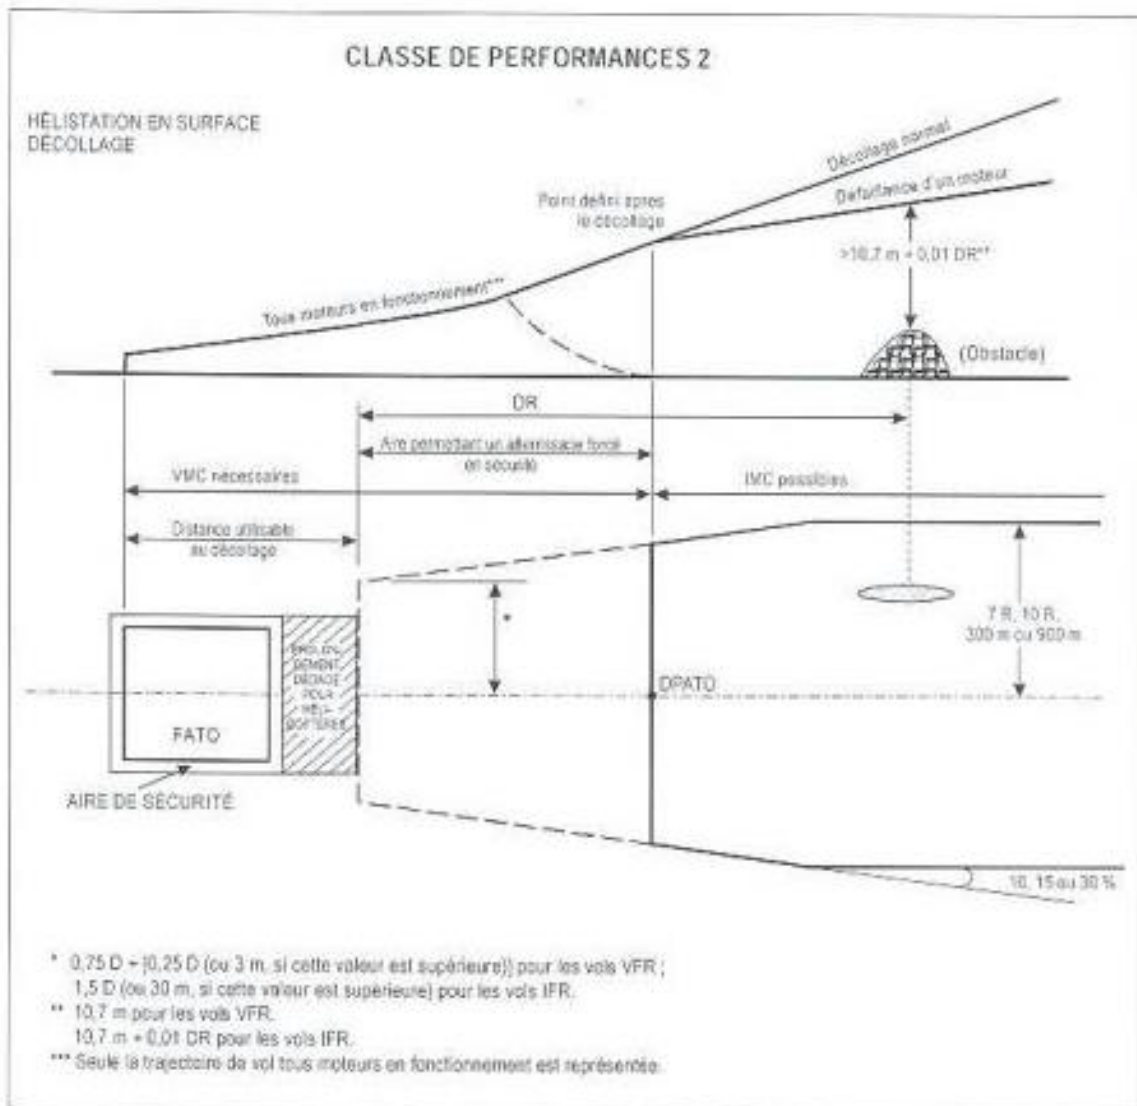 CLASSE DE PERFORMANCES 2
HÉLISTATION EN SURFACE
DÉCOLLAGE
Décollage normal
Défaillance d'un moteur
Point défini après
le décollage
>10,7 m + 0,01 DR**
Tous moteurs en fonctionnement***
(Obstacle)
DR
Aire permettant un atterrissage forcé
en sécurité
VMC nécessaires
IMC possibles
Distance utilisable
au décollage
*
7 R, 10 R,
300 m ou 900 m
DPATO
FATO
AIRE DE SÉCURITÉ
10, 15 ou 30 %
* 0,75 D + [0,25 D (ou 3 m, si cette valeur est supérieure)] pour les vols VFR ;
1,5 D (ou 30 m, si cette valeur est supérieure) pour les vols IFR.
** 10,7 m pour les vols VFR.
10,7 m + 0,01 DR pour les vols IFR.
*** Seule la trajectoire de vol tous moteurs en fonctionnement est représentée.